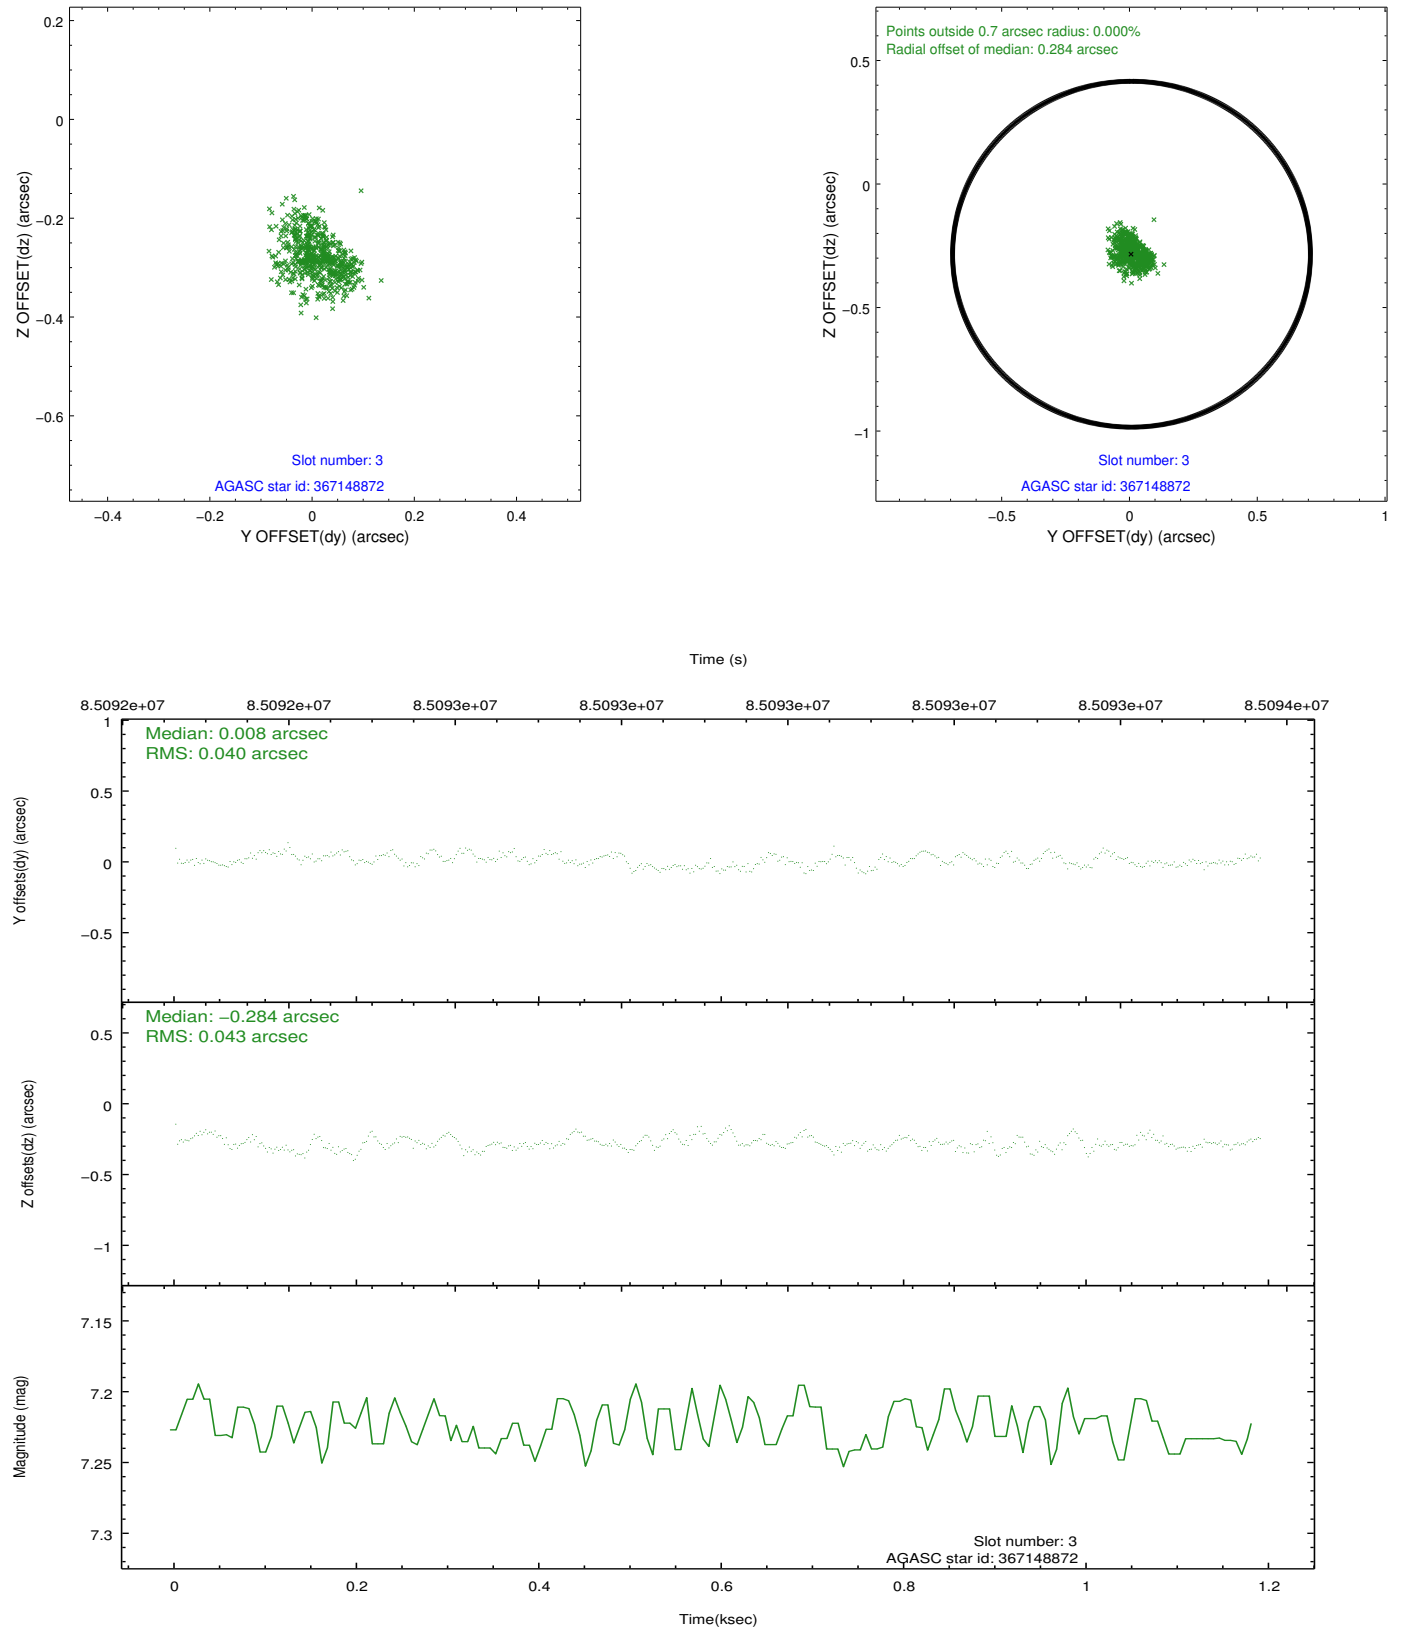 0.2
0
−0.2
−0.4
−0.6
Z OFFSET(dz) (arcsec)
Slot number: 3
AGASC star id: 367148872
−0.4 −0.2 0 0.2 0.4
Y OFFSET(dy) (arcsec)
Points outside 0.7 arcsec radius: 0.000%
Radial offset of median: 0.284 arcsec
0.5
0
−0.5
−1
Z OFFSET(dz) (arcsec)
Slot number: 3
AGASC star id: 367148872
−0.5 0 0.5 1
Y OFFSET(dy) (arcsec)
Time (s)
8.5092e+07 8.5092e+07 8.5093e+07 8.5093e+07 8.5093e+07 8.5093e+07 8.5093e+07 8.5094e+07
Median: 0.008 arcsec
RMS: 0.040 arcsec
1
0.5
0
−0.5
Y offsets(dy) (arcsec)
Median: −0.284 arcsec
RMS: 0.043 arcsec
0.5
0
−0.5
−1
Z offsets(dz) (arcsec)
7.15
7.2
7.25
7.3
Magnitude (mag)
Slot number: 3
AGASC star id: 367148872
0 0.2 0.4 0.6 0.8 1 1.2
Time(ksec)